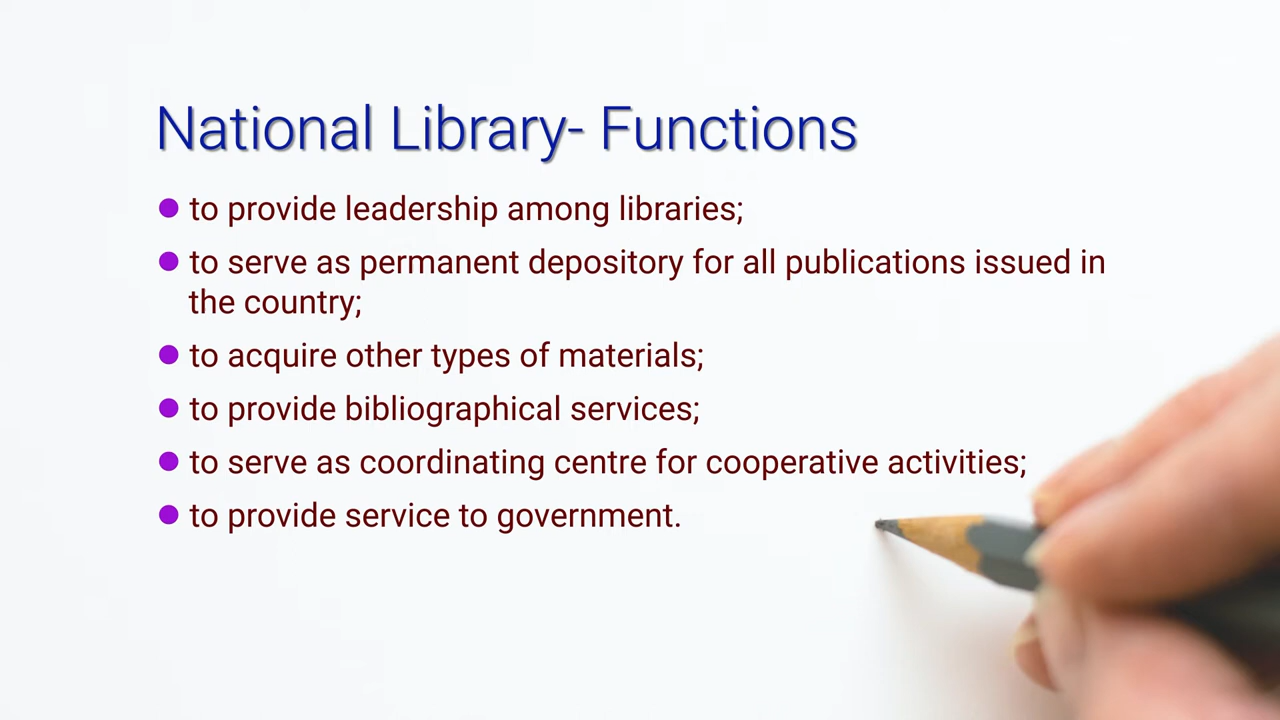 National Library- Functions
to provide leadership among libraries;
to serve as permanent depository for all publications issued in
the country;
to acquire other types of materials;
to provide bibliographical services;
to serve as coordinating centre for cooperative activities;
to provide service to government.